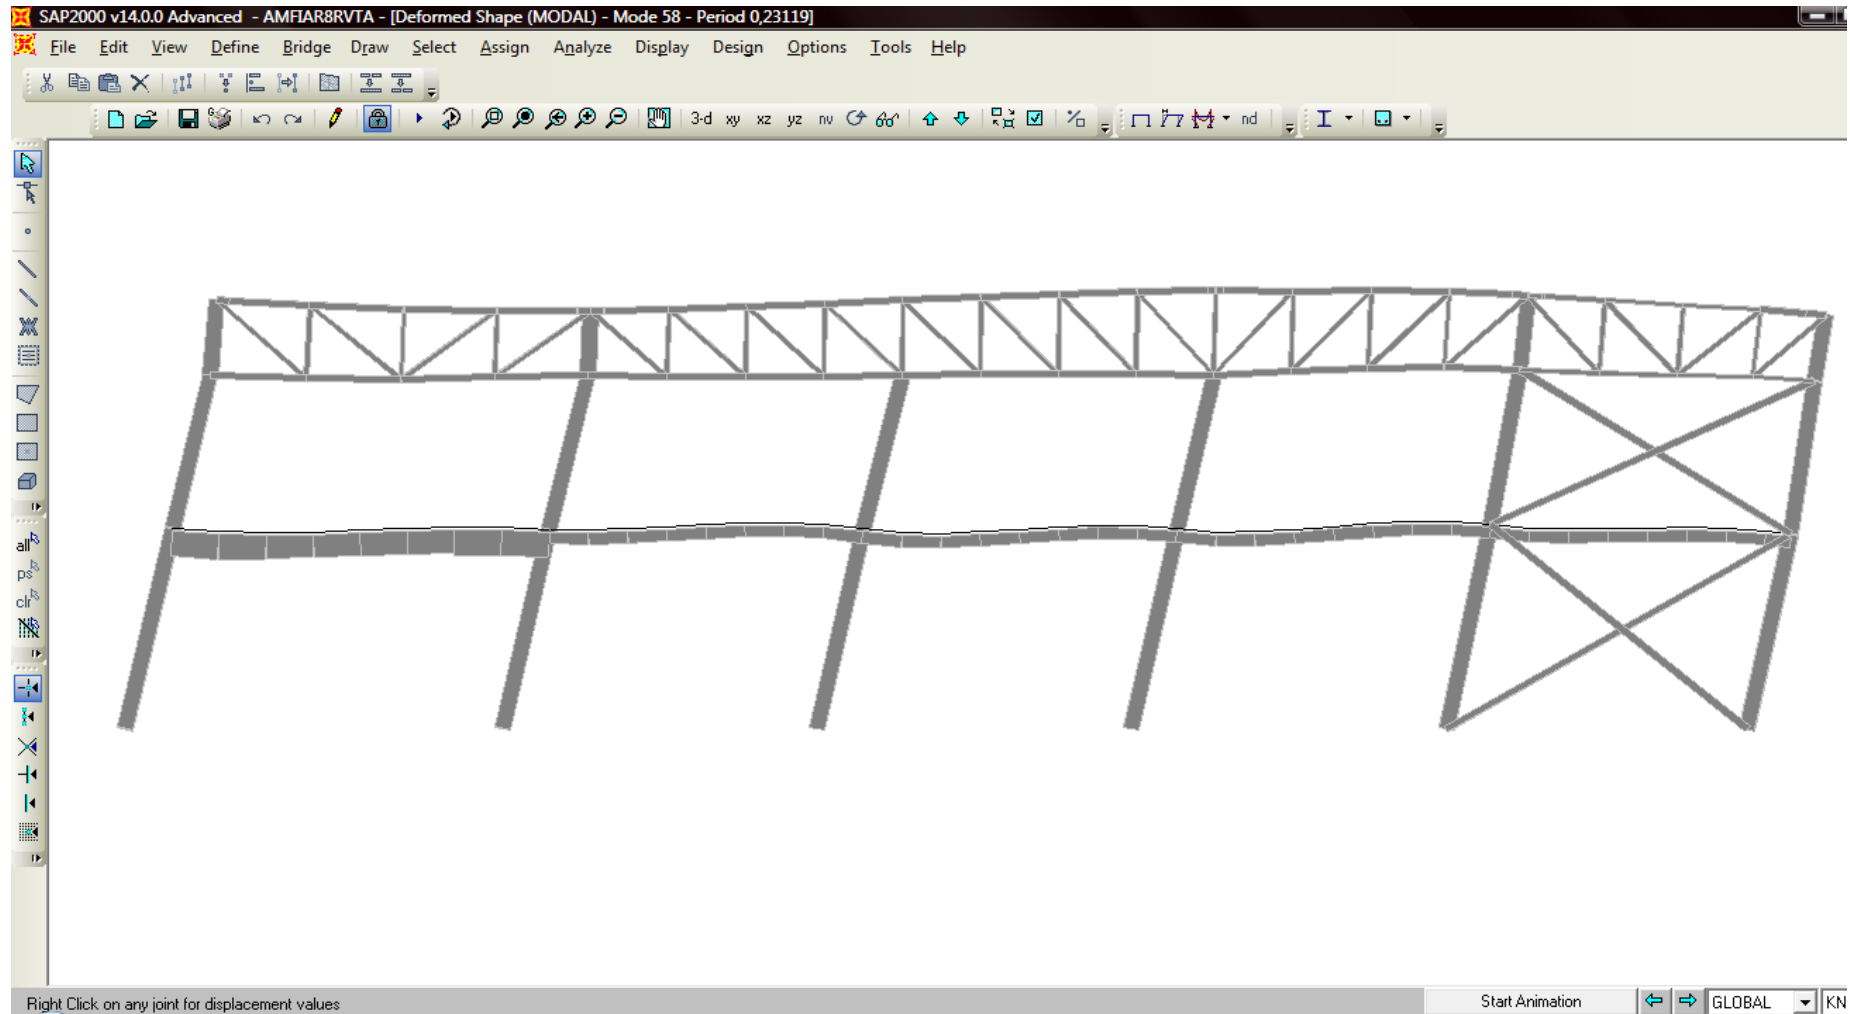 SAP2000 v14.0.0 Advanced - AMFIAR8RVTA - [Deformed Shape (MODAL) - Mode 58 - Period 0,23119]
File Edit View Define Bridge Draw Select Assign Analyze Display Design Options Tools Help
3-d xy xz yz nv nd
all
ps
clr
Right Click on any joint for displacement values Start Animation GLOBAL KN